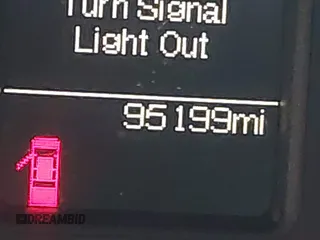 Turn Signal
Light Out
95199mi
DREAMBID